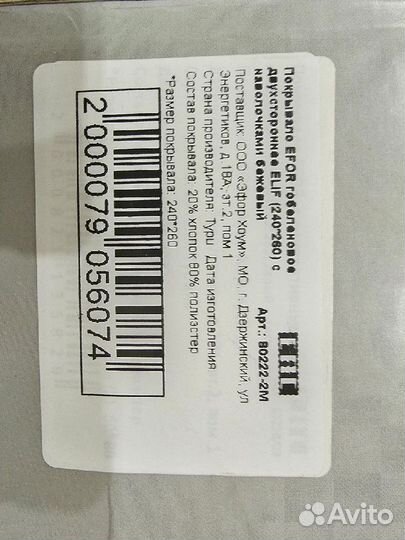 Покрывало EFOR гобеленовое
двухстороннее ELIF (240*260) с
наволочками бежевый
Арт.: 80222-2М
Поставщик: ООО «Эфор Хоум», МО, г. Дзержинский, ул
Энергетиков, д.18А, эт.2, пом 1
Страна производителя: Typu Дата изготовления
Состав покрывала: 20% хлопок 80% полиэстер
*Размер покрывала: 240*260
2 000079 056074
Avito